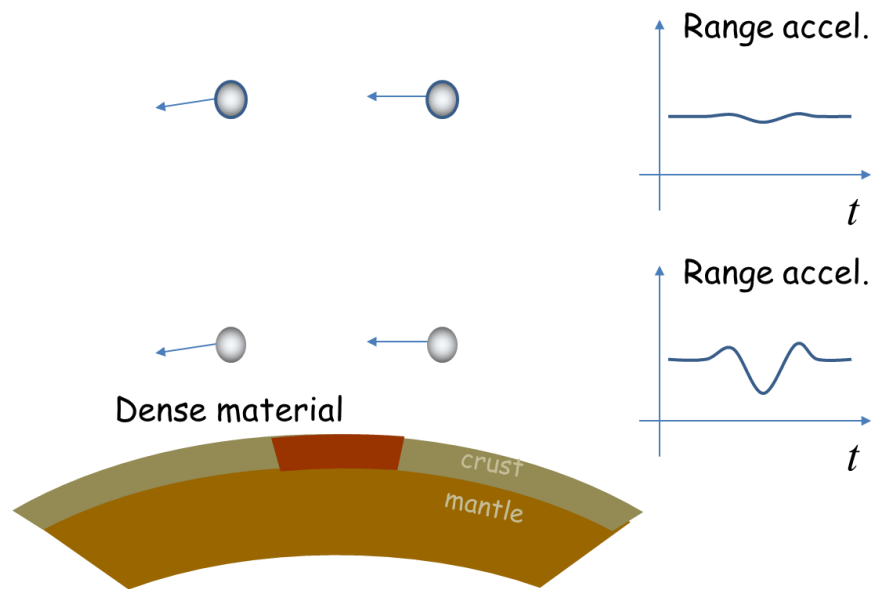 Range accel.
t
Range accel.
t
Dense material
crust
mantle